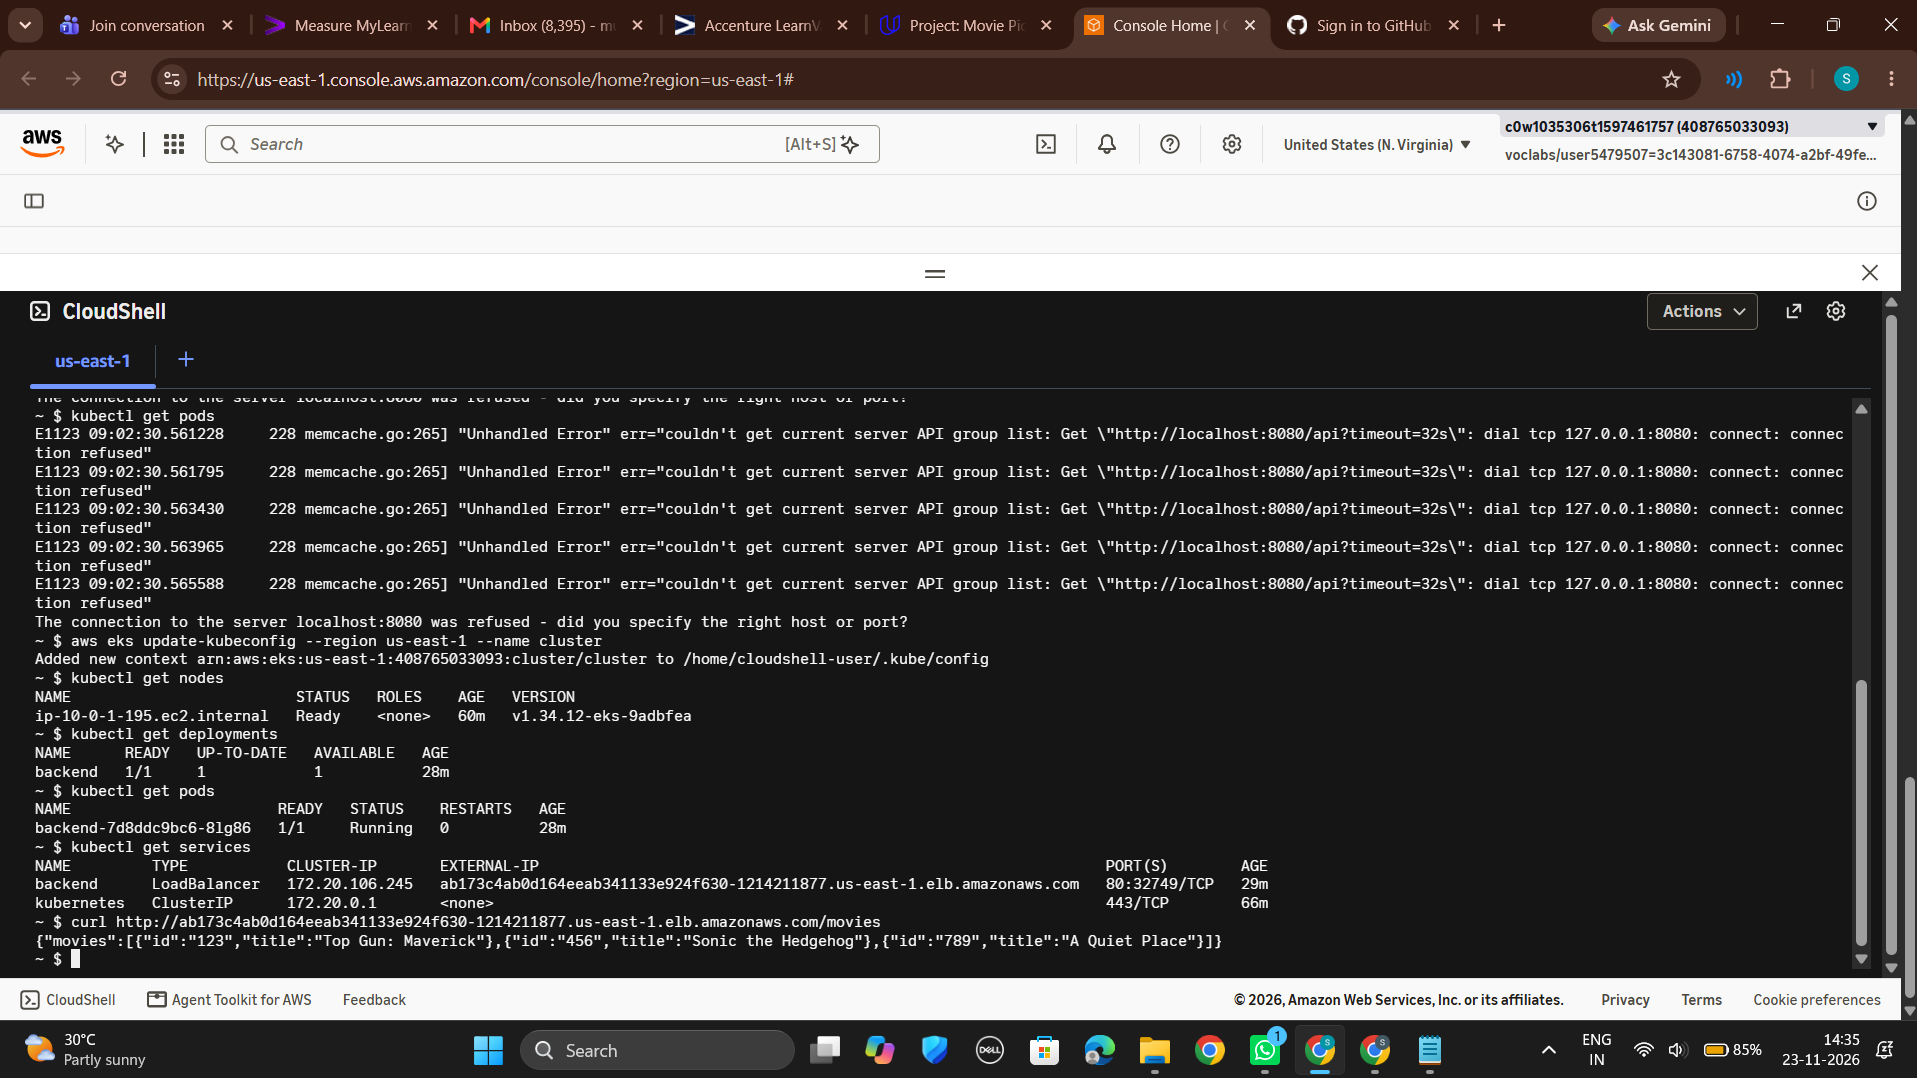 Join conversation
Measure MyLearn
Inbox (8,395) - m
Accenture LearnV
Project: Movie Pi
Console Home |
Sign in to GitHub
Ask Gemini
https://us-east-1.console.aws.amazon.com/console/home?region=us-east-1#
S
aws
Search
[Alt+S]
United States (N. Virginia)
c0w1035306t1597461757 (408765033093)
voclabs/user5479507=3c143081-6758-4074-a2bf-49fe...
CloudShell
Actions
us-east-1
The connection to the server localhost:8080 was refused - did you specify the right host or port?
~ $ kubectl get pods
E1123 09:02:30.561228     228 memcache.go:265] "Unhandled Error" err="couldn't get current server API group list: Get \"http://localhost:8080/api?timeout=32s\": dial tcp 127.0.0.1:8080: connect: connec
tion refused"
E1123 09:02:30.561795     228 memcache.go:265] "Unhandled Error" err="couldn't get current server API group list: Get \"http://localhost:8080/api?timeout=32s\": dial tcp 127.0.0.1:8080: connect: connec
tion refused"
E1123 09:02:30.563430     228 memcache.go:265] "Unhandled Error" err="couldn't get current server API group list: Get \"http://localhost:8080/api?timeout=32s\": dial tcp 127.0.0.1:8080: connect: connec
tion refused"
E1123 09:02:30.563965     228 memcache.go:265] "Unhandled Error" err="couldn't get current server API group list: Get \"http://localhost:8080/api?timeout=32s\": dial tcp 127.0.0.1:8080: connect: connec
tion refused"
E1123 09:02:30.565588     228 memcache.go:265] "Unhandled Error" err="couldn't get current server API group list: Get \"http://localhost:8080/api?timeout=32s\": dial tcp 127.0.0.1:8080: connect: connec
tion refused"
The connection to the server localhost:8080 was refused - did you specify the right host or port?
~ $ aws eks update-kubeconfig --region us-east-1 --name cluster
Added new context arn:aws:eks:us-east-1:408765033093:cluster/cluster to /home/cloudshell-user/.kube/config
~ $ kubectl get nodes
NAME                         STATUS   ROLES    AGE   VERSION
ip-10-0-1-195.ec2.internal   Ready    <none>   60m   v1.34.12-eks-9adbfea
~ $ kubectl get deployments
NAME      READY   UP-TO-DATE   AVAILABLE   AGE
backend   1/1     1            1           28m
~ $ kubectl get pods
NAME                       READY   STATUS    RESTARTS   AGE
backend-7d8ddc9bc6-8lg86   1/1     Running   0          28m
~ $ kubectl get services
NAME         TYPE           CLUSTER-IP       EXTERNAL-IP                                                               PORT(S)        AGE
backend      LoadBalancer   172.20.106.245   ab173c4ab0d164eeab341133e924f630-1214211877.us-east-1.elb.amazonaws.com   80:32749/TCP   29m
kubernetes   ClusterIP      172.20.0.1       <none>                                                                    443/TCP        66m
~ $ curl http://ab173c4ab0d164eeab341133e924f630-1214211877.us-east-1.elb.amazonaws.com/movies
{"movies":[{"id":"123","title":"Top Gun: Maverick"},{"id":"456","title":"Sonic the Hedgehog"},{"id":"789","title":"A Quiet Place"}]}
~ $
CloudShell
Agent Toolkit for AWS
Feedback
© 2026, Amazon Web Services, Inc. or its affiliates.
Privacy
Terms
Cookie preferences
30°C
Partly sunny
Search
DELL
1
S
S
ENG
IN
85%
14:35
23-11-2026